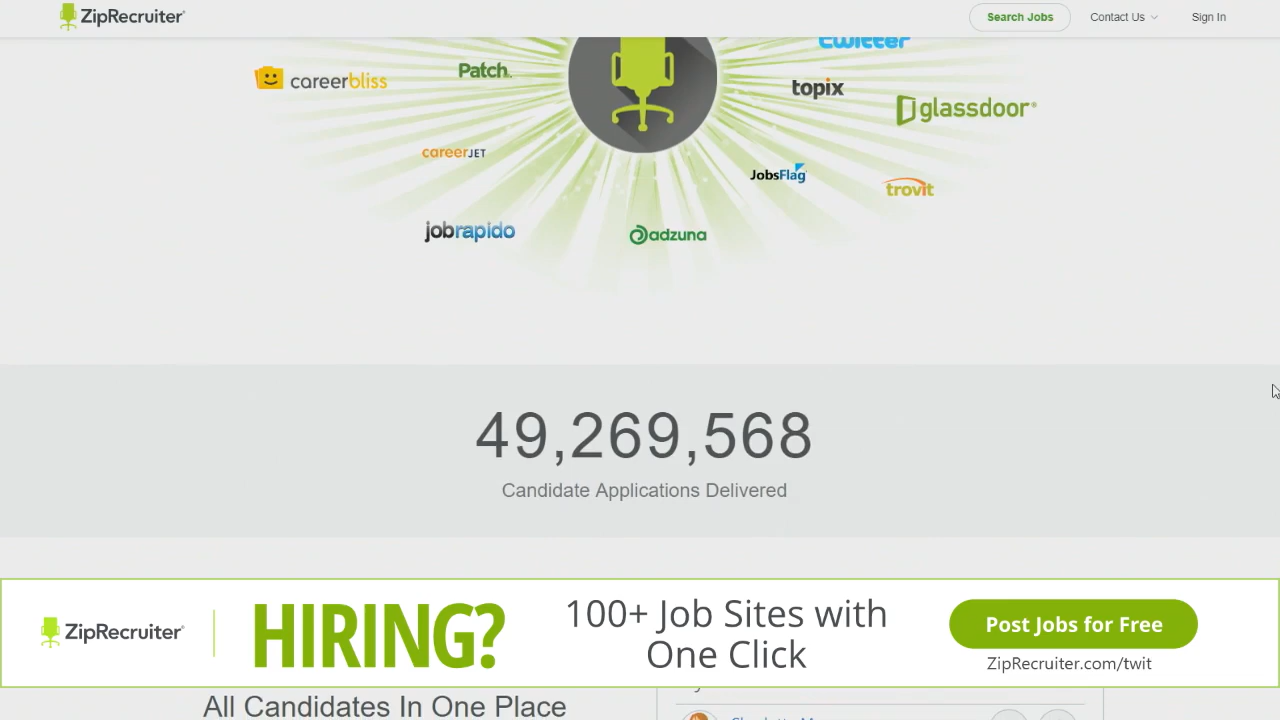 ZipRecruiter®
Search Jobs
Contact Us
Sign In
twitter
careerbliss
Patch
topix
glassdoor®
careerJET
JobsFlag
trovit
jobrapido
adzuna
49,269,568
Candidate Applications Delivered
ZipRecruiter®
HIRING?
100+ Job Sites with
One Click
Post Jobs for Free
ZipRecruiter.com/twit
All Candidates In One Place